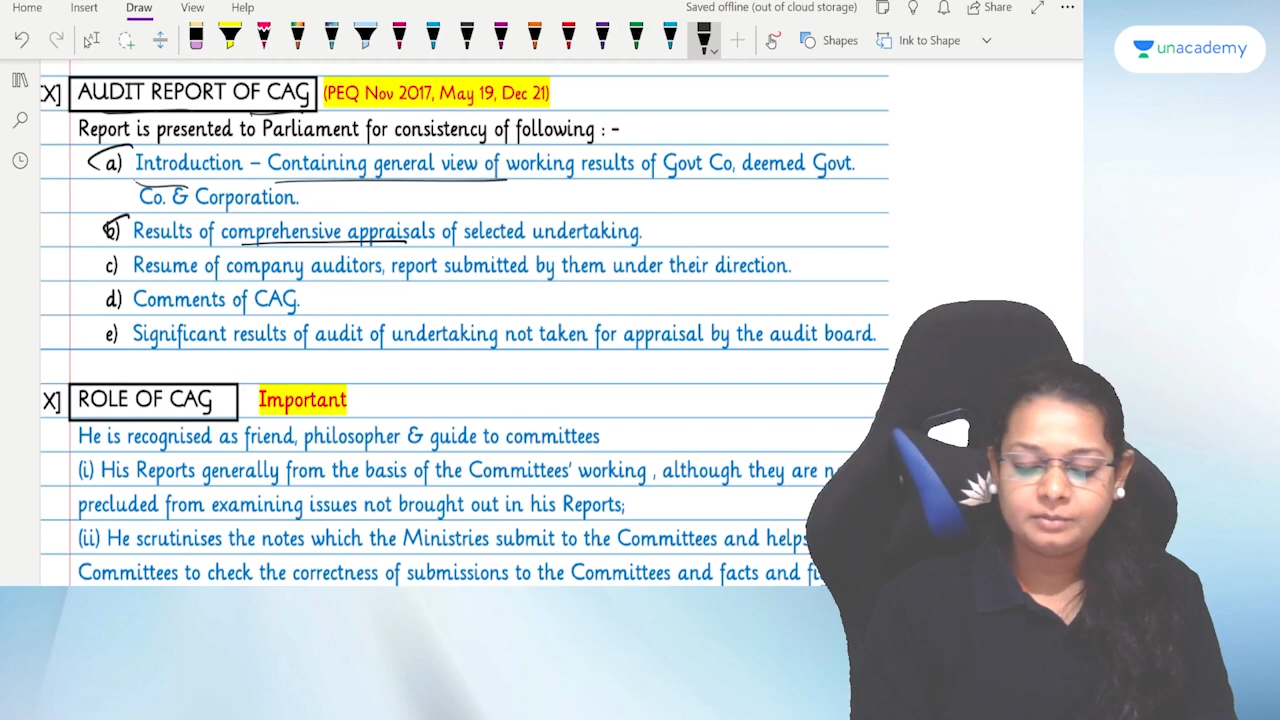 Home Insert Draw View Help Saved offline (out of cloud storage) Share
Shapes Ink to Shape
unacademy
X] AUDIT REPORT OF CAG (PEQ Nov 2017, May 19, Dec 21)
Report is presented to Parliament for consistency of following : -
a) Introduction – Containing general view of working results of Govt Co, deemed Govt.
Co. & Corporation.
b) Results of comprehensive appraisals of selected undertaking.
c) Resume of company auditors, report submitted by them under their direction.
d) Comments of CAG.
e) Significant results of audit of undertaking not taken for appraisal by the audit board.
X] ROLE OF CAG Important
He is recognised as friend, philosopher & guide to committees
(i) His Reports generally from the basis of the Committees' working , although they are
precluded from examining issues not brought out in his Reports;
(ii) He scrutinises the notes which the Ministries submit to the Committees and helps
Committees to check the correctness of submissions to the Committees and facts and